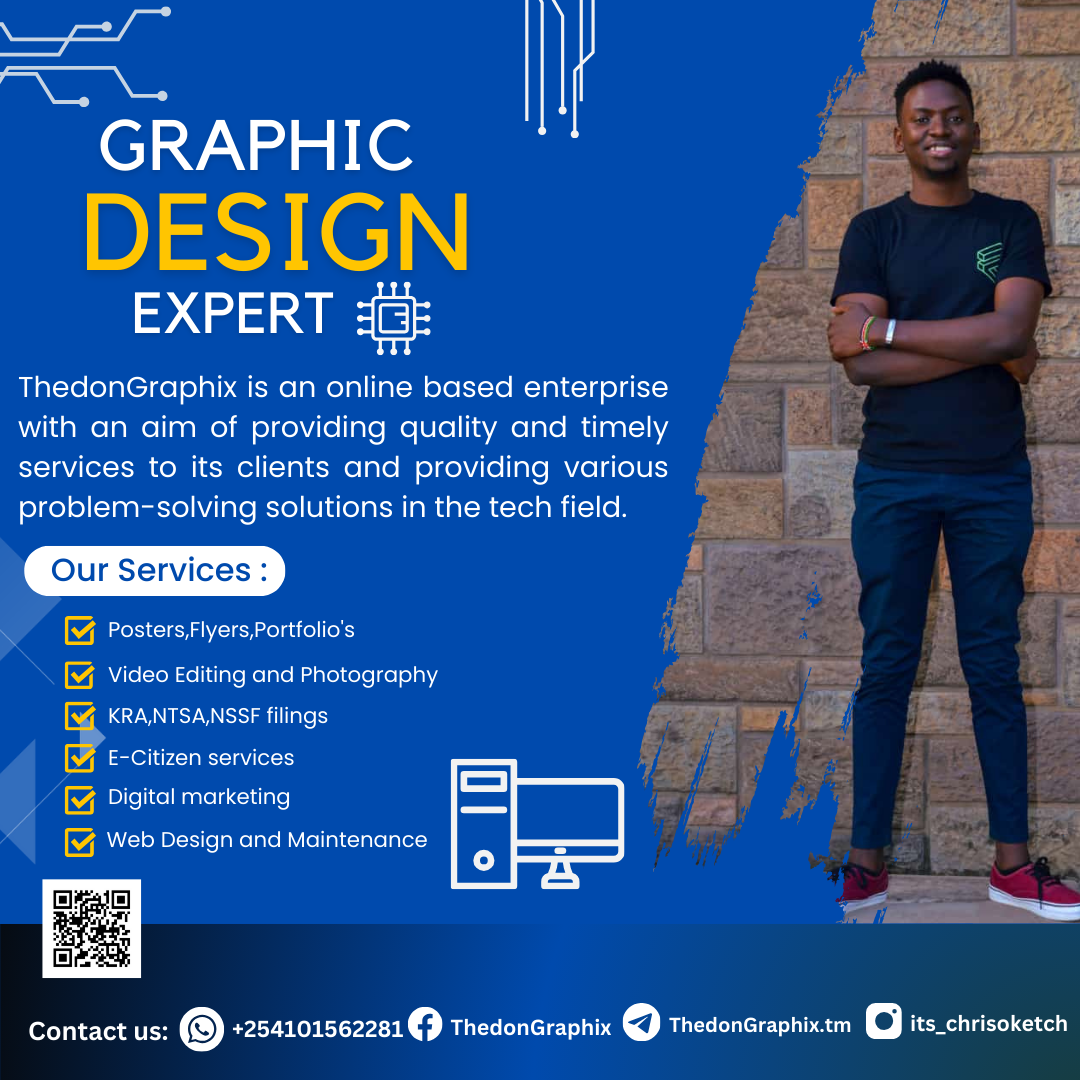 GRAPHIC
DESIGN
EXPERT
ThedonGraphix is an online based enterprise
with an aim of providing quality and timely
services to its clients and providing various
problem-solving solutions in the tech field.
Our Services :
Posters,Flyers,Portfolio's
Video Editing and Photography
KRA,NTSA,NSSF filings
E-Citizen services
Digital marketing
Web Design and Maintenance
Contact us: +254101562281 ThedonGraphix ThedonGraphix.tm its_chrisoketch